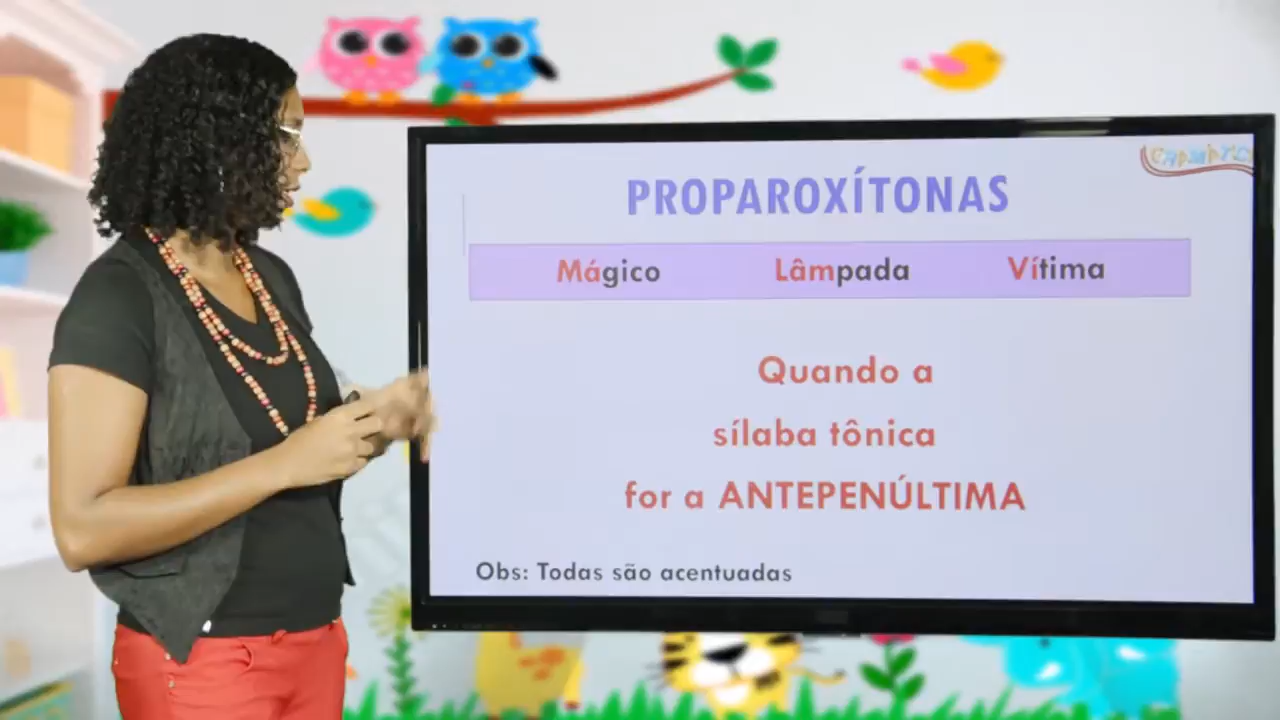 PROPAROXÍTONAS
Mágico Lâmpada Vítima
Quando a
sílaba tônica
for a ANTEPENÚLTIMA
Obs: Todas são acentuadas